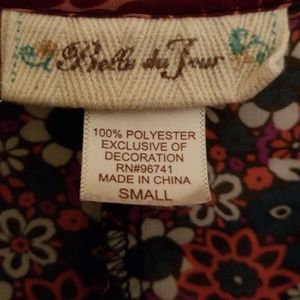 Belle du Jour
100% POLYESTER
EXCLUSIVE OF
DECORATION
RN#96741
MADE IN CHINA
SMALL